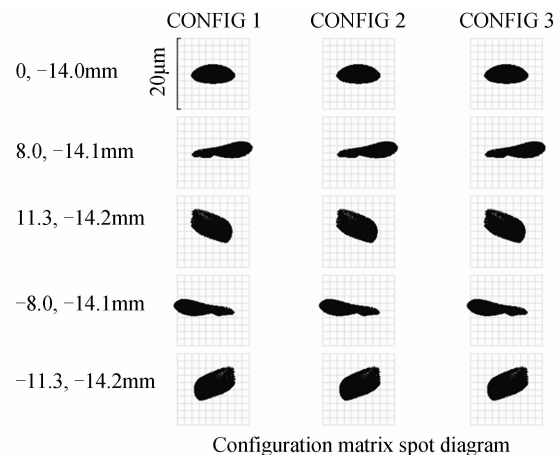 CONFIG 1 CONFIG 2 CONFIG 3
0, −14.0mm
20μm
8.0, −14.1mm
11.3, −14.2mm
−8.0, −14.1mm
−11.3, −14.2mm
Configuration matrix spot diagram